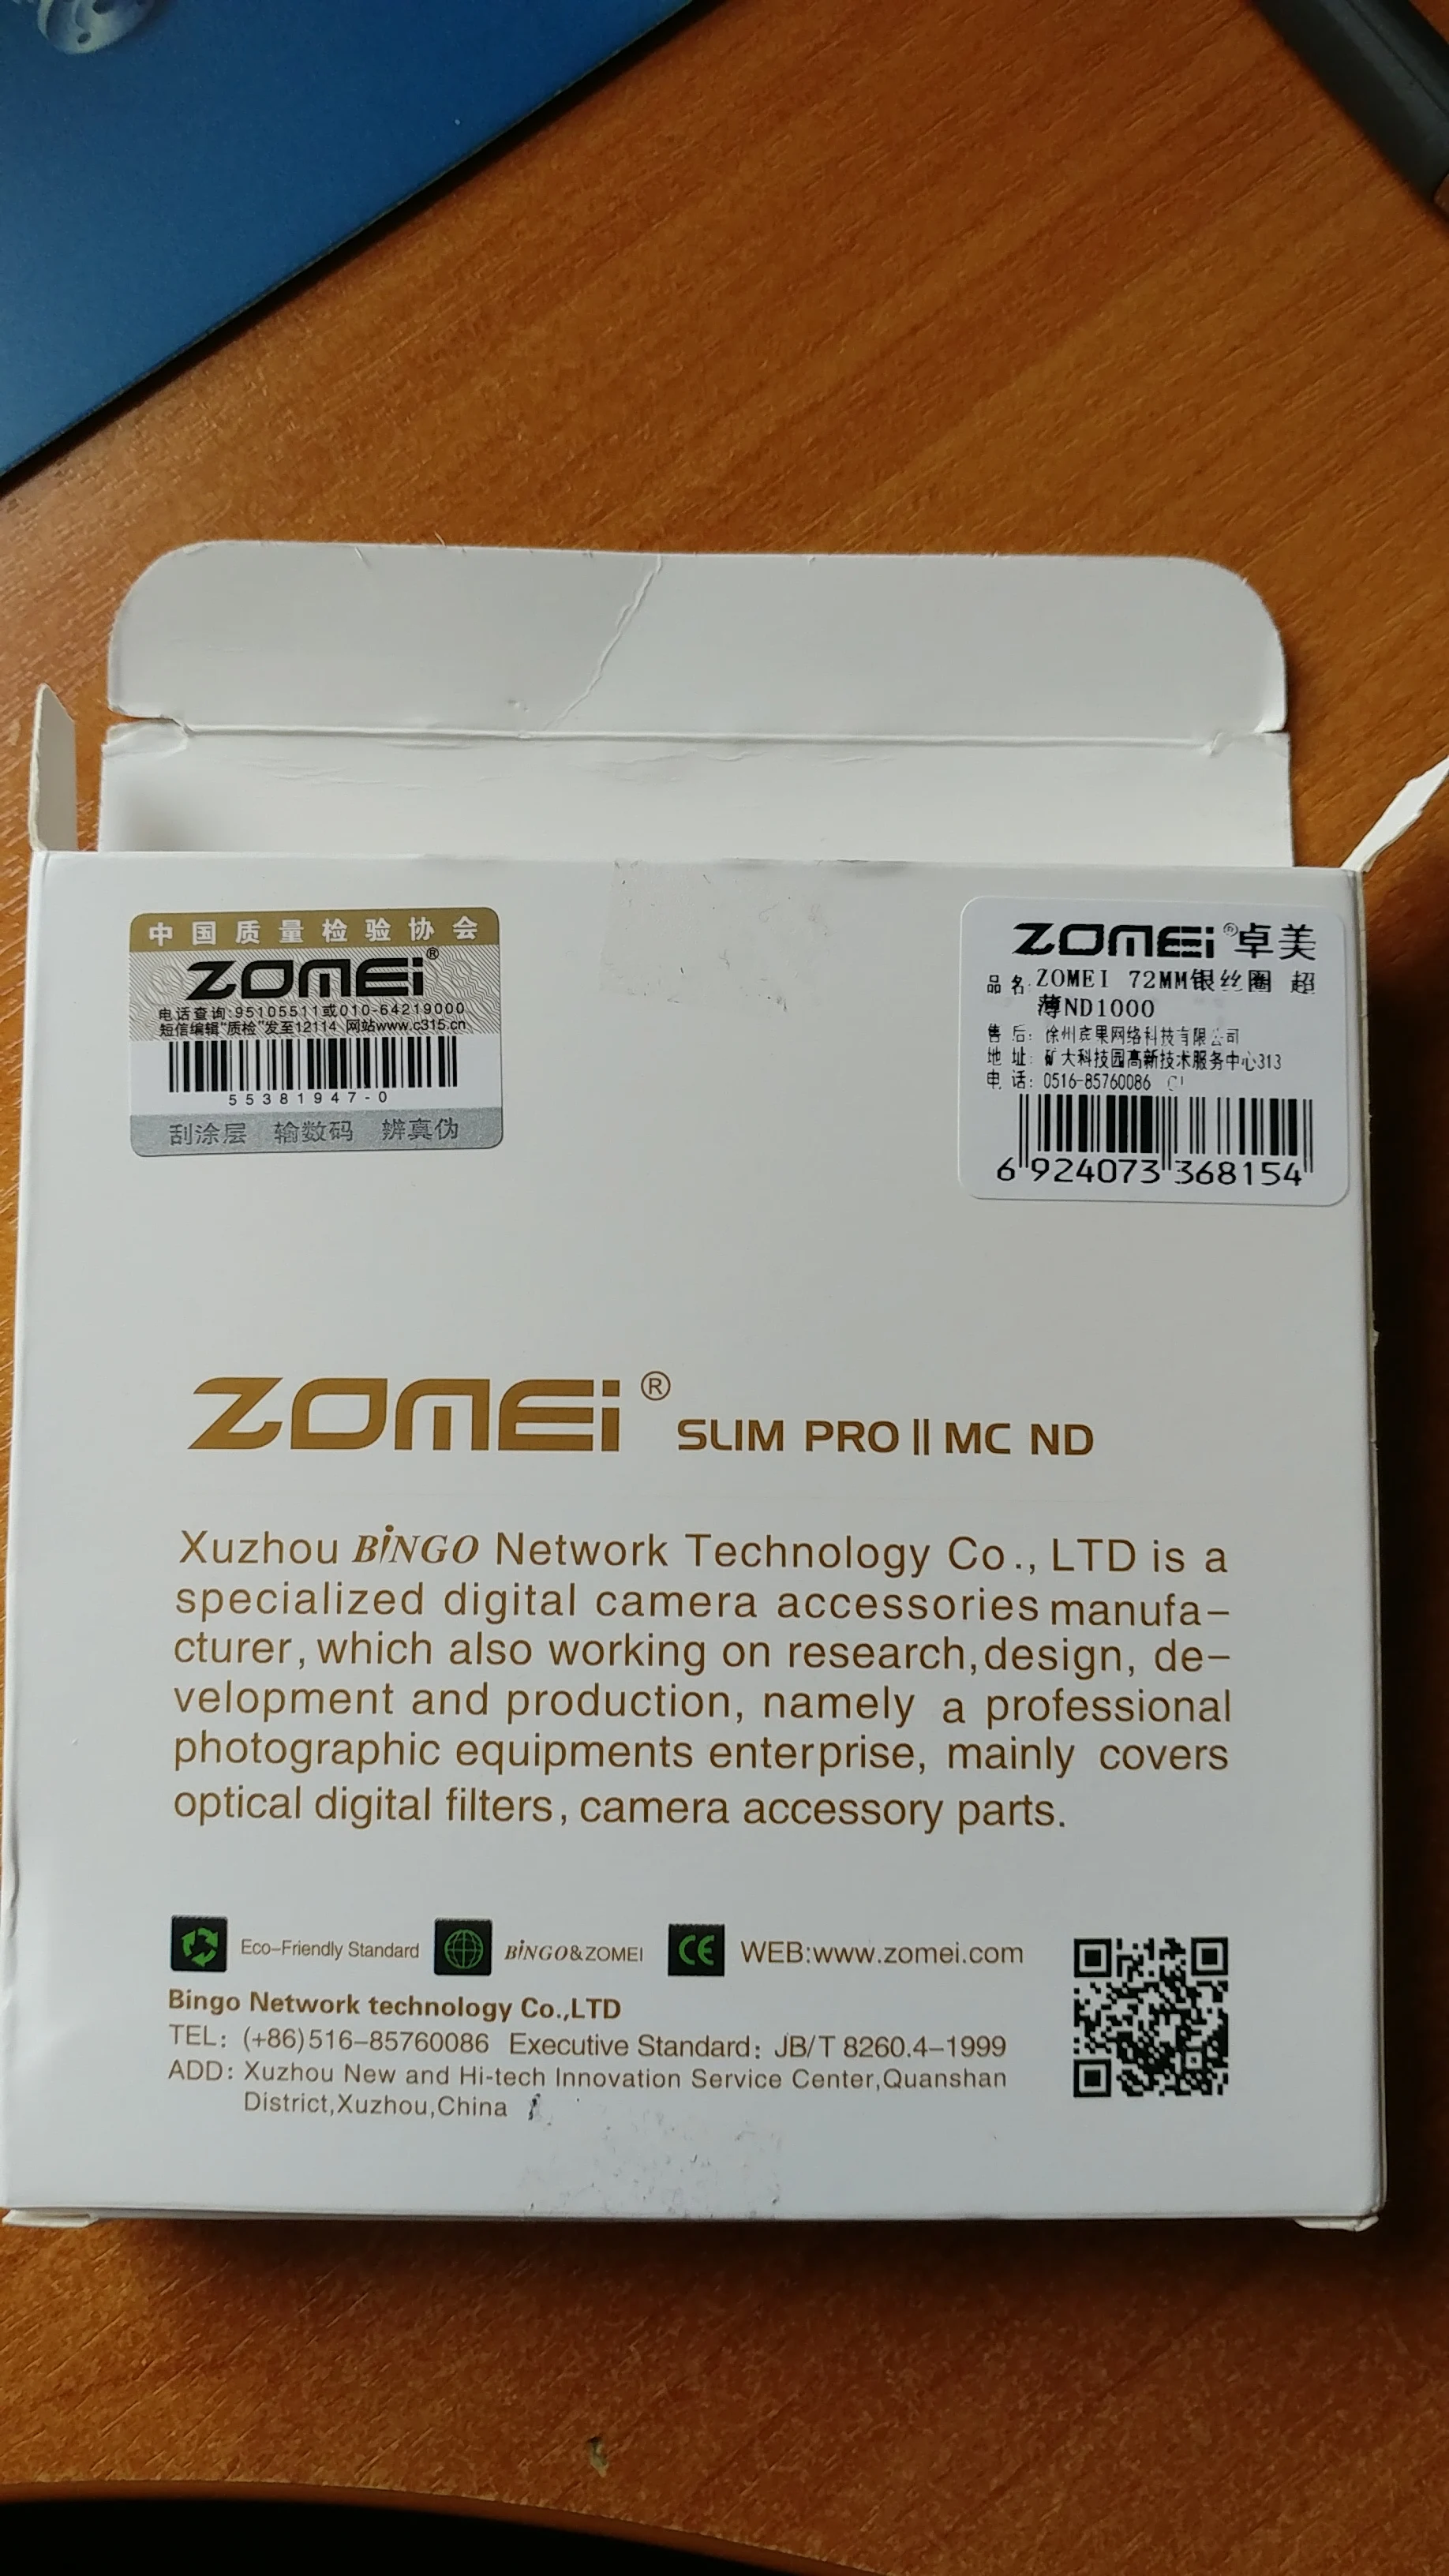 中国质量检验协会
ZOMEi®
电话查询:95105511或010-64219000
短信编辑"质检"发至12114 网站www.c315.cn
55381947-0
刮涂层 输数码 辨真伪
ZOMEi®卓美
品名:ZOMEI 72MM银丝圈 超
薄ND1000
售后: 徐州宾果网络科技有限公司
地址: 矿大科技园高新技术服务中心313
电话: 0516-85760086
6 924073 368154
ZOMEi® SLIM PRO II MC ND
Xuzhou BiNGO Network Technology Co., LTD is a
specialized digital camera accessories manufa-
cturer, which also working on research, design, de-
velopment and production, namely a professional
photographic equipments enterprise, mainly covers
optical digital filters, camera accessory parts.
Eco-Friendly Standard BiNGO&ZOMEI CE WEB:www.zomei.com
Bingo Network technology Co.,LTD
TEL: (+86)516-85760086 Executive Standard: JB/T 8260.4-1999
ADD: Xuzhou New and Hi-tech Innovation Service Center,Quanshan
District,Xuzhou,China